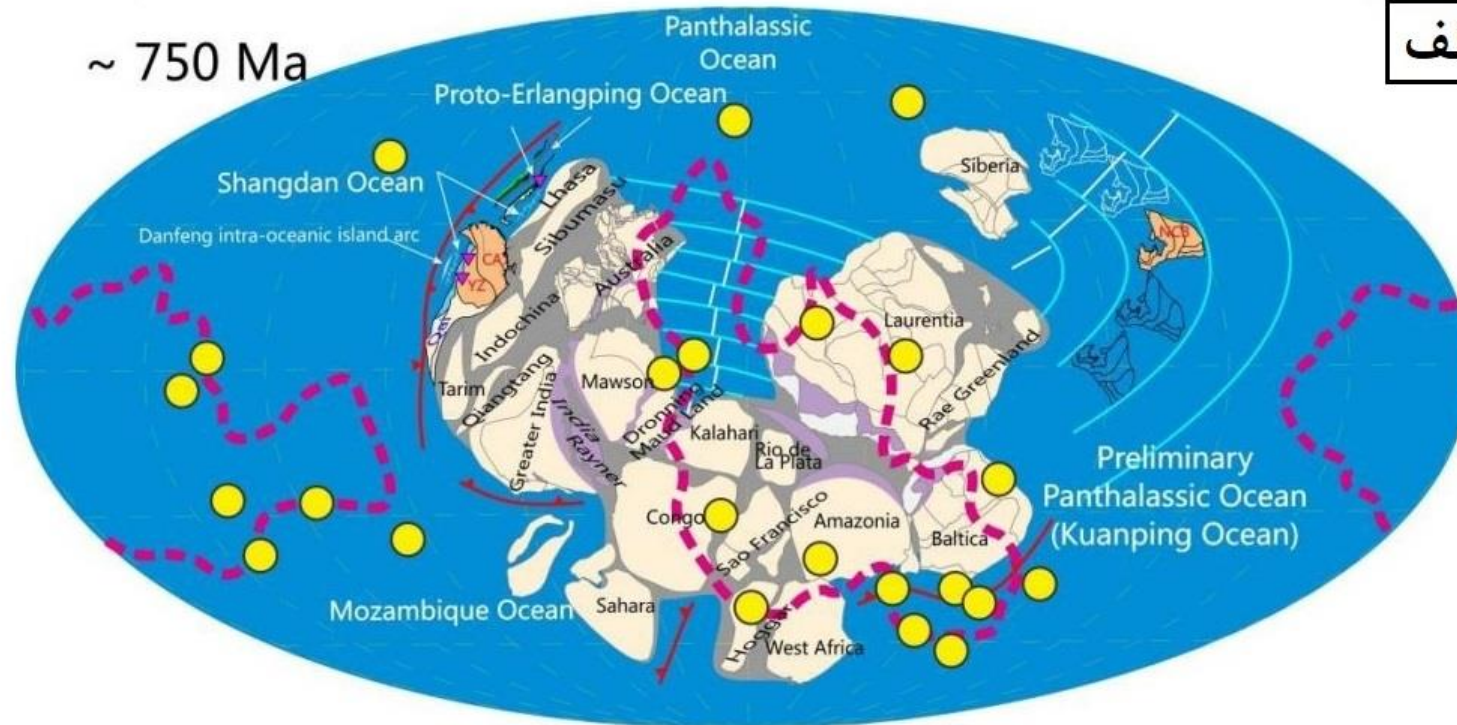 ~ 750 Ma
Panthalassic
Ocean
Proto-Erlangping Ocean
Shangdan Ocean
Danfeng intra-oceanic island arc
Lhasa
Sibumasu
Australia
Siberia
NCB
CA
YZ
Qai
Indochina
Laurentia
Tarim
Qiangtang
Greater India
India
Rayner
Mawson
Dronning
Maud Land
Kalahari
Rio de
La Plata
Rae Greenland
Preliminary
Panthalassic Ocean
(Kuanping Ocean)
Congo
Sao Francisco
Amazonia
Baltica
Mozambique Ocean
Sahara
Hoggar
West Africa